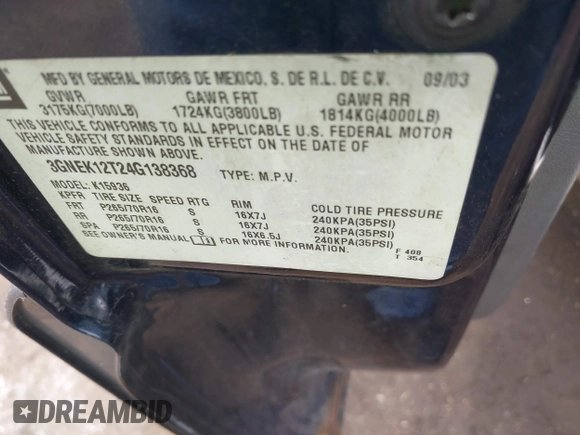 GM
MFD BY GENERAL MOTORS DE MEXICO, S. DE R.L. DE C.V. 09/03
GVWR GAWR FRT GAWR RR
3175KG(7000LB) 1724KG(3800LB) 1814KG(4000LB)
THIS VEHICLE CONFORMS TO ALL APPLICABLE U.S. FEDERAL MOTOR
VEHICLE SAFETY STANDARDS IN EFFECT ON THE DATE OF
MANUFACTURE SHOWN ABOVE.
3GNEK12T24G138368 TYPE: M.P.V.
MODEL: K15936
KPFR TIRE SIZE SPEED RTG RIM COLD TIRE PRESSURE
FRT P265/70R16 S 16X7J 240KPA(35PSI)
RR P265/70R16 S 16X7J 240KPA(35PSI)
SPA P265/70R16 S 16X6.5J 240KPA(35PSI)
SEE OWNER'S MANUAL FOR MORE INFORMATION.
F 408
T 354
DREAMBID